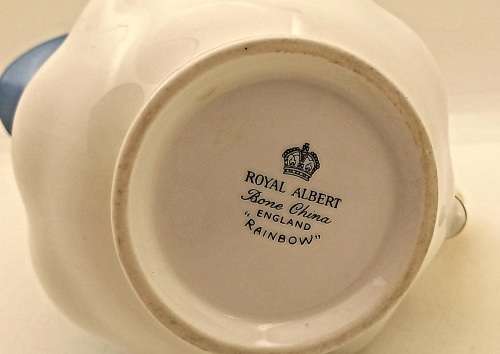 ROYAL ALBERT
Bone China
" ENGLAND
RAINBOW"